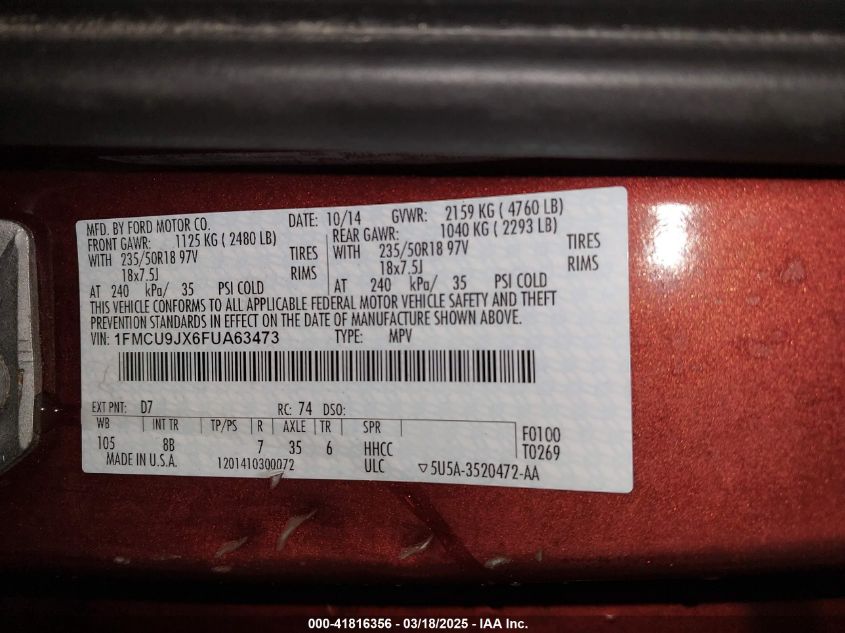 MFD. BY FORD MOTOR CO. DATE: 10/14 GVWR: 2159 KG ( 4760 LB)
FRONT GAWR: 1125 KG ( 2480 LB) REAR GAWR: 1040 KG ( 2293 LB)
WITH 235/50R18 97V TIRES WITH 235/50R18 97V TIRES
18x7.5J RIMS 18x7.5J RIMS
AT 240 kPa/ 35 PSI COLD AT 240 kPa/ 35 PSI COLD
THIS VEHICLE CONFORMS TO ALL APPLICABLE FEDERAL MOTOR VEHICLE SAFETY AND THEFT
PREVENTION STANDARDS IN EFFECT ON THE DATE OF MANUFACTURE SHOWN ABOVE.
VIN: 1FMCU9JX6FUA63473 TYPE: MPV
EXT PNT: D7 RC: 74 DSO:
WB INT TR TP/PS R AXLE TR SPR F0100
105 8B 7 35 6 HHCC T0269
MADE IN U.S.A. 1201410300072 ULC ▽5U5A-3520472-AA
000-41816356 - 03/18/2025 - IAA Inc.